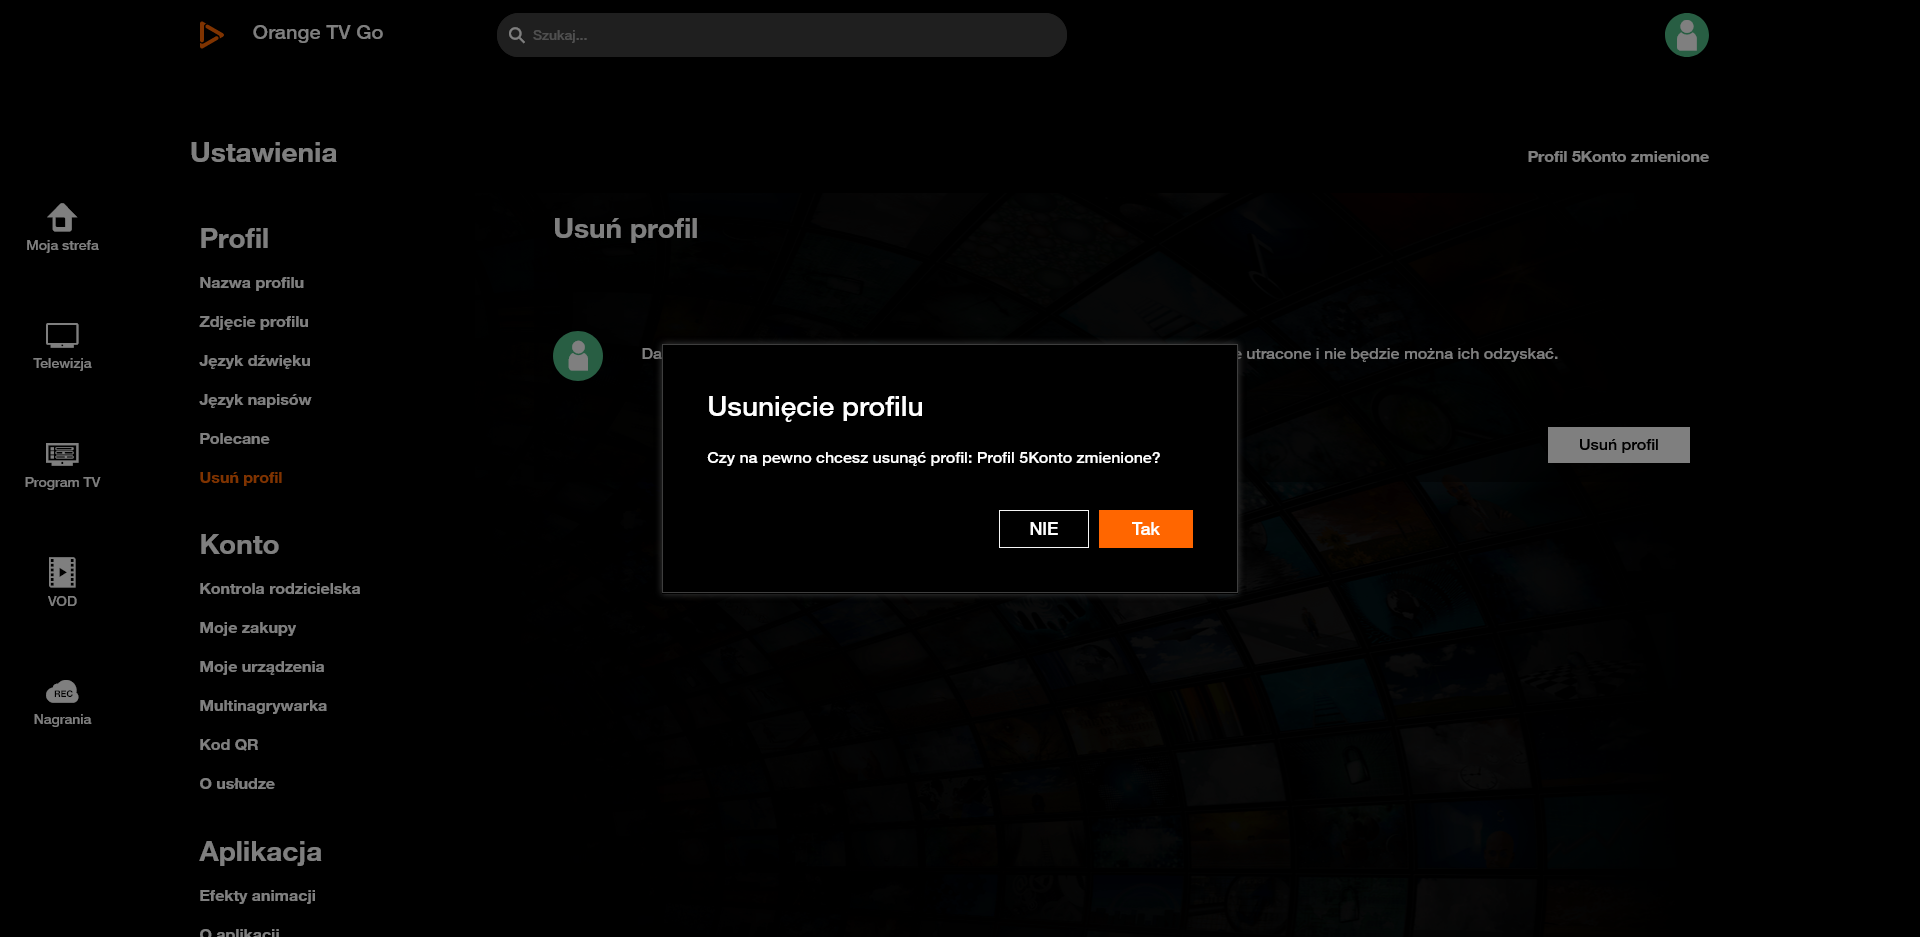 Orange TV Go
Szukaj...
Ustawienia
Profil 5Konto zmienione
Moja strefa
Telewizja
Program TV
VOD
REC
Nagrania
Profil
Nazwa profilu
Zdjęcie profilu
Język dźwięku
Język napisów
Polecane
Usuń profil
Konto
Kontrola rodzicielska
Moje zakupy
Moje urządzenia
Multinagrywarka
Kod QR
O usłudze
Aplikacja
Efekty animacji
O aplikacji
Usuń profil
utracone i nie będzie można ich odzyskać.
Usuń profil
Usunięcie profilu
Czy na pewno chcesz usunąć profil: Profil 5Konto zmienione?
NIE
Tak